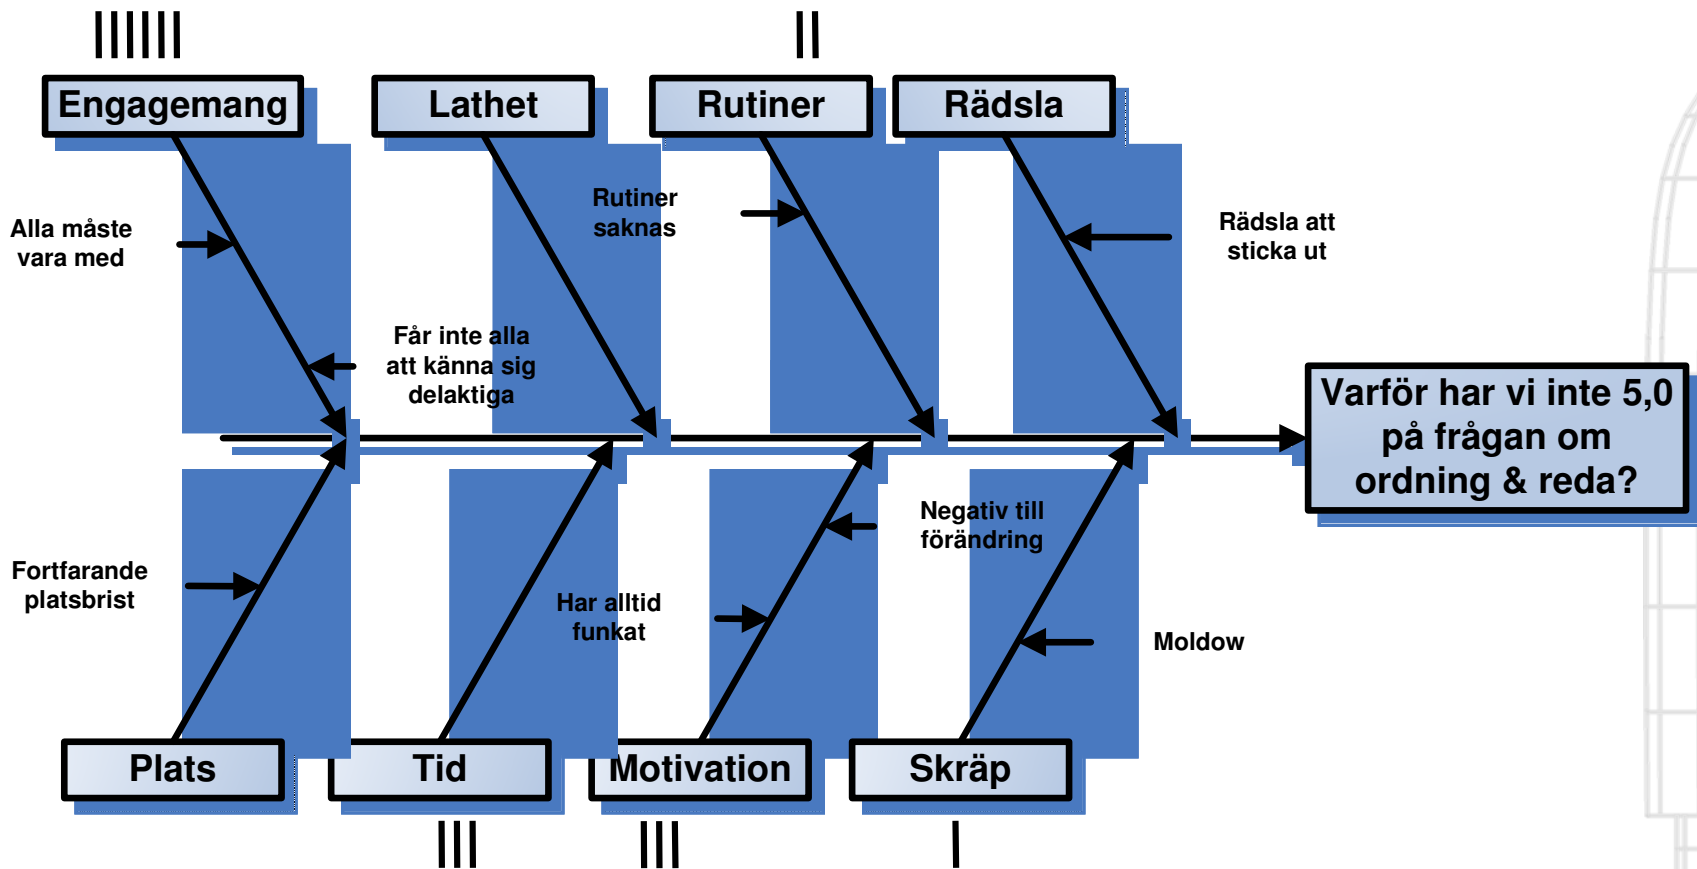 Engagemang
Lathet
Rutiner
Rädsla
Alla måste
vara med
Rutiner
saknas
Rädsla att
sticka ut
Får inte alla
att känna sig
delaktiga
Varför har vi inte 5,0
på frågan om
ordning & reda?
Negativ till
förändring
Fortfarande
platsbrist
Har alltid
funkat
Moldow
Plats
Tid
Motivation
Skräp